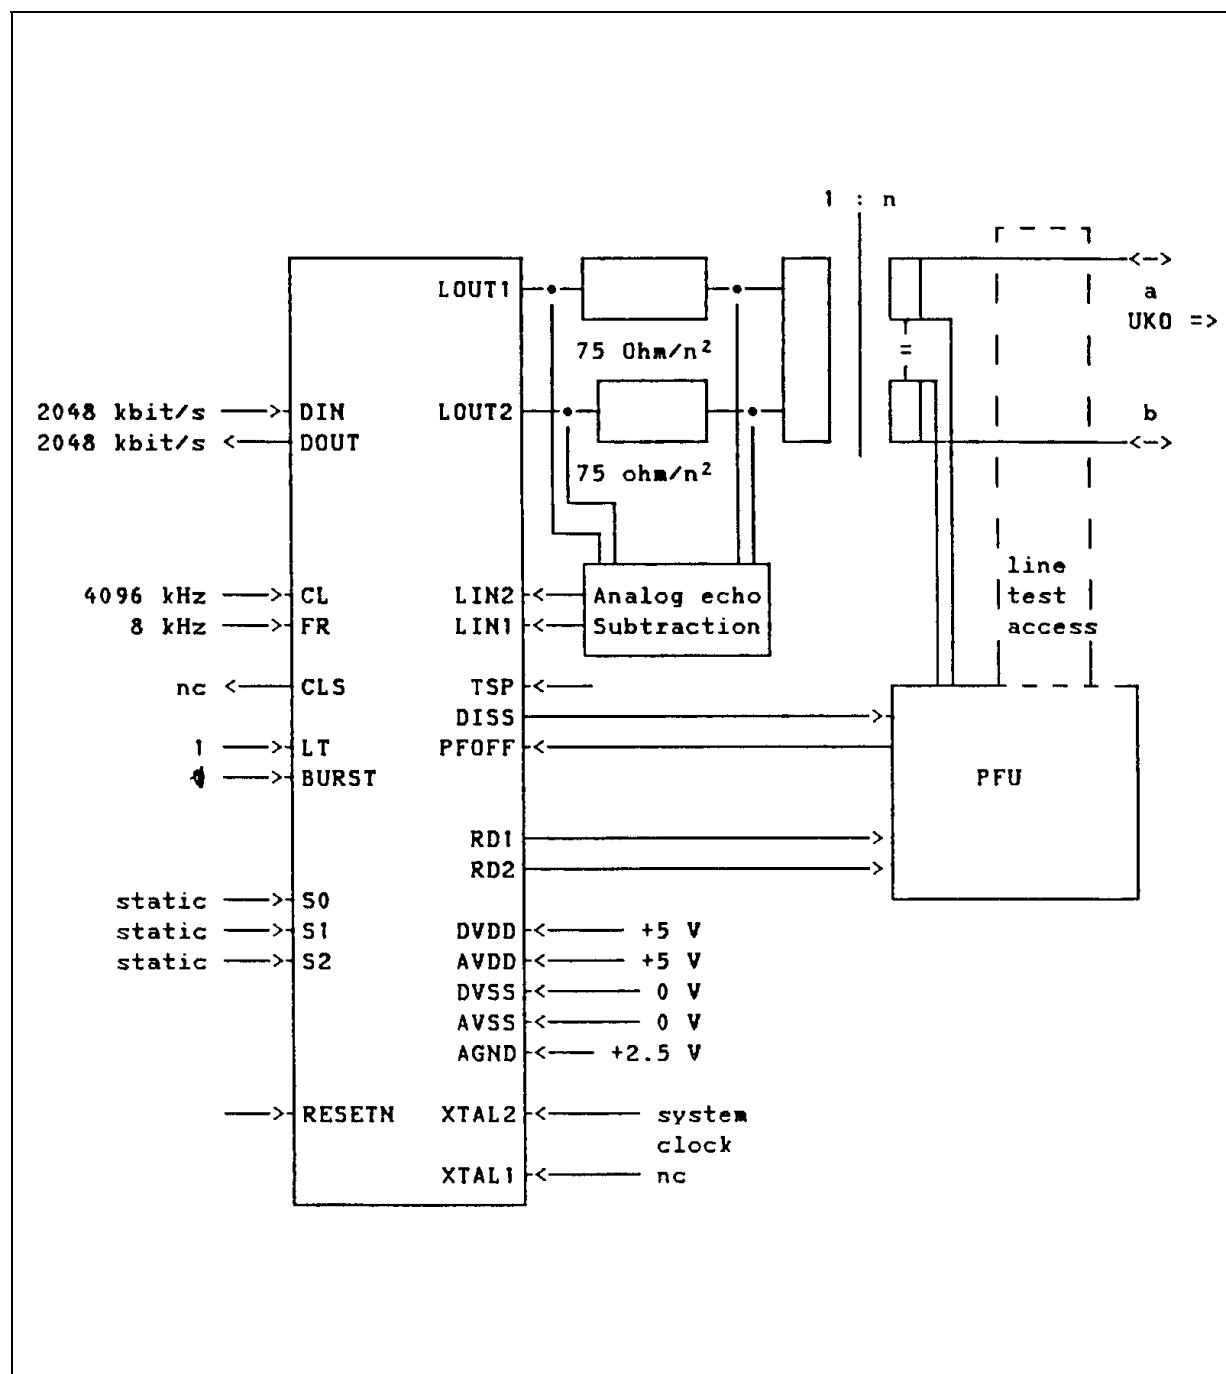 1 : n
LOUT1
a
UK0 =>
75 Ohm/n²
=
2048 kbit/s DIN LOUT2 b
2048 kbit/s DOUT
75 ohm/n²
line
4096 kHz CL LIN2 Analog echo test
8 kHz FR LIN1 Subtraction access
nc CLS TSP
DISS
1 LT PFOFF
BURST PFU
RD1
RD2
static S0
static S1 DVDD +5 V
static S2 AVDD +5 V
DVSS 0 V
AVSS 0 V
AGND +2.5 V
RESETN XTAL2 system
clock
XTAL1 nc